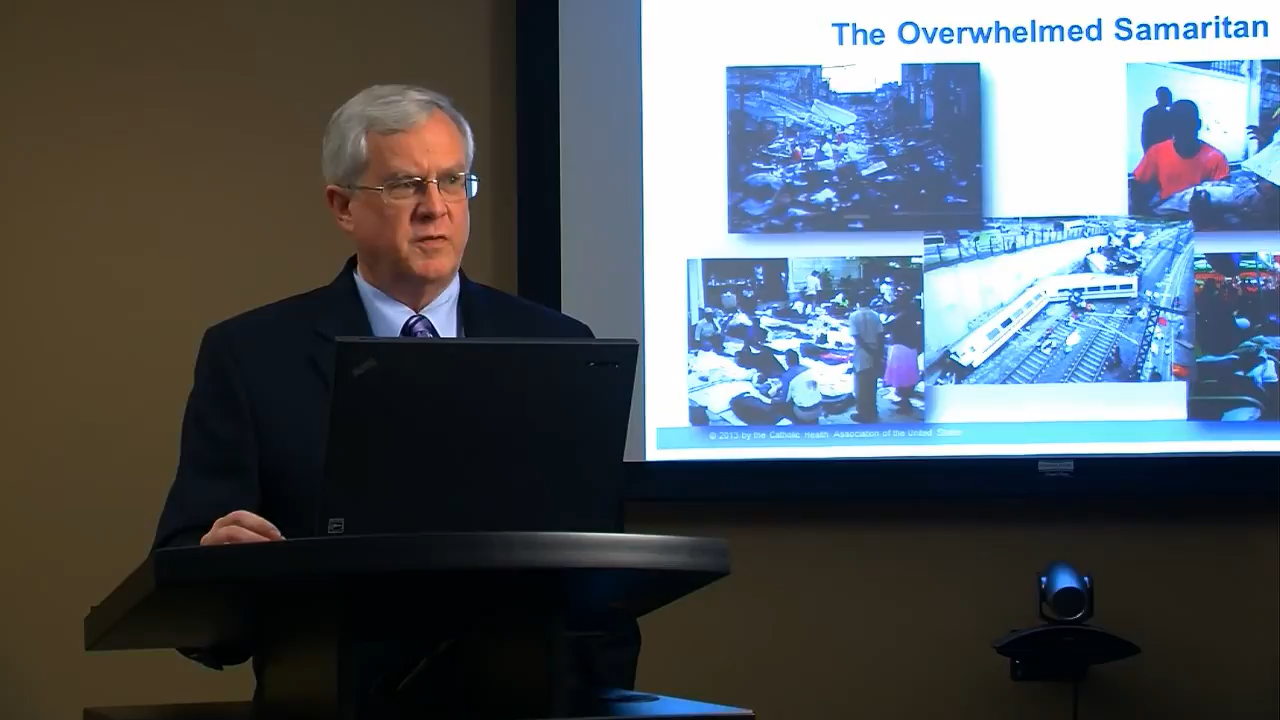 The Overwhelmed Samaritan
© 2013 by the Catholic Health Association of the United States